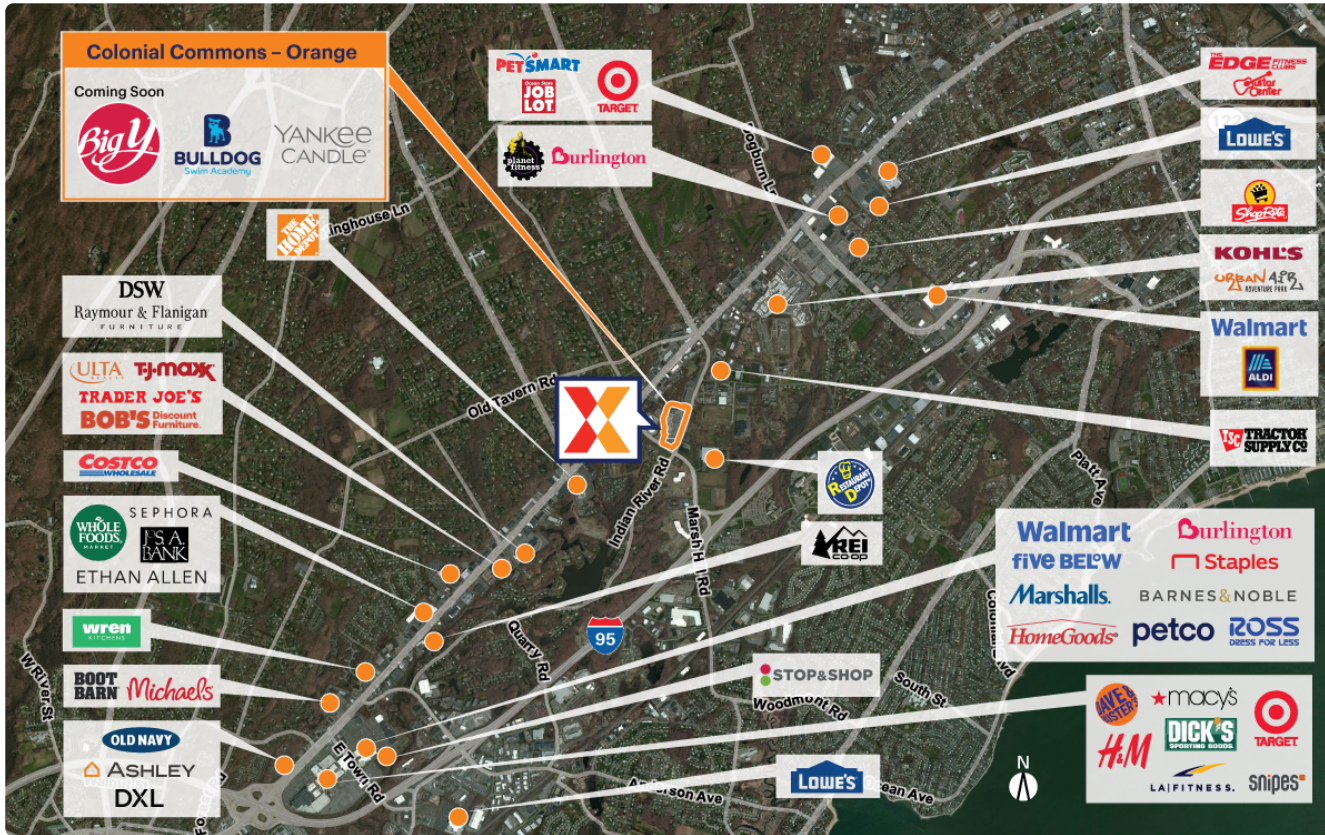 Colonial Commons – Orange
Coming Soon
Big Y
BULLDOG
Swim Academy
YANKEE
CANDLE®
PETSMART
Ocean State
JOB
LOT
TARGET
planet
fitness
Burlington
THE
EDGE FITNESS
CLUBS
Guitar
Center
LOWE'S
122
ShopRite
KOHL'S
URBAN AIR
ADVENTURE PARK
Walmart
ALDI
TSC TRACTOR
SUPPLY CO
THE
HOME
DEPOT
inghouse Ln
ogburn Ln
DSW
Raymour & Flanigan
FURNITURE
ULTA
BEAUTY
T·J·maxx
TRADER JOE'S
BOB'S Discount
Furniture.
COSTCO
WHOLESALE
WHOLE
FOODS
MARKET
SEPHORA
JOS. A.
BANK
ETHAN ALLEN
wren
KITCHENS
BOOT
BARN
Michaels
OLD NAVY
ASHLEY
DXL
Old Tavern Rd
Indian River Rd
Marsh H l Rd
Platt Ave
RESTAURANT
DEPOT
REI
CO·OP
Walmart
Burlington
five BELOW
Staples
Marshalls.
BARNES&NOBLE
HomeGoods®
petco
ROSS
DRESS FOR LESS
Quarry Rd
95
W River St
E Town Rd
STOP&SHOP
Woodmont Rd
South St
DAVE &
BUSTER'S
macy's
TARGET
H&M
DICK'S
SPORTING GOODS
LA|FITNESS.
snipes
LOWE'S
Ocean Ave
N